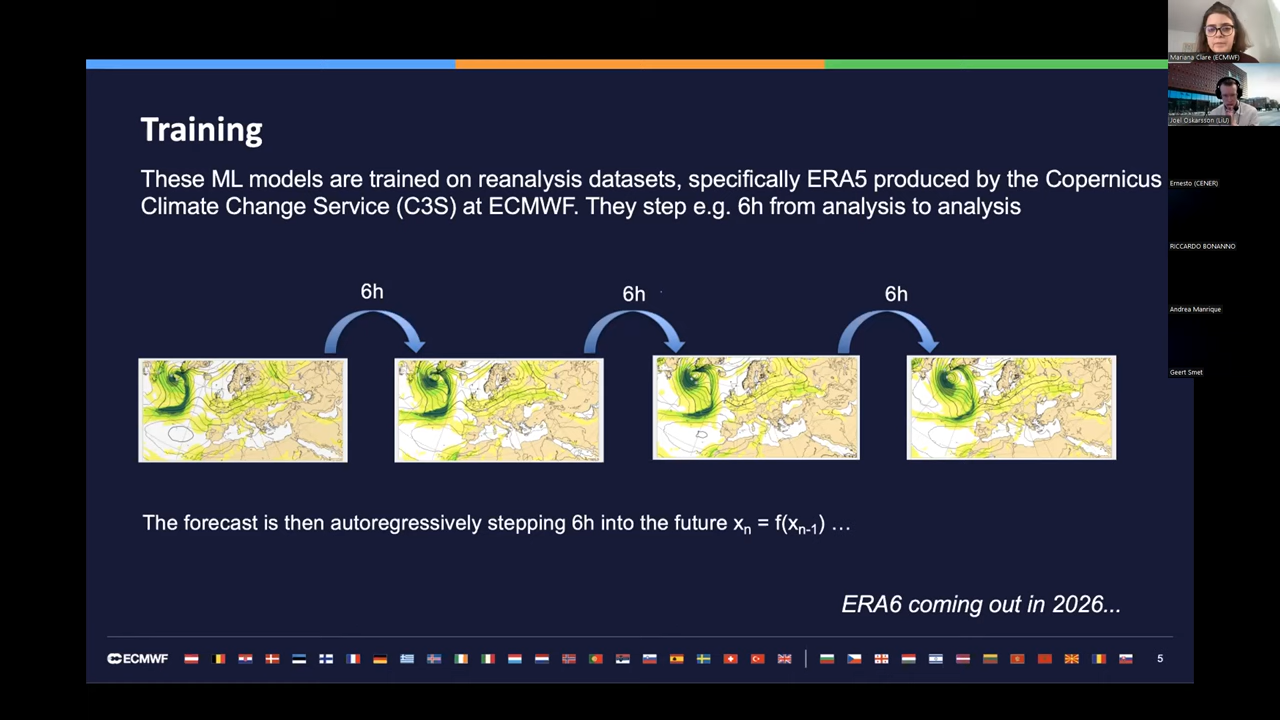 Training
These ML models are trained on reanalysis datasets, specifically ERA5 produced by the Copernicus
Climate Change Service (C3S) at ECMWF. They step e.g. 6h from analysis to analysis
6h
6h
6h
The forecast is then autoregressively stepping 6h into the future xn = f(xn-1) …
ERA6 coming out in 2026...
ECMWF
5
Mariana Clare (ECMWF)
Joel Oskarsson (LiU)
Ernesto (CENER)
RICCARDO BONANNO
Andrea Manrique
Geert Smet